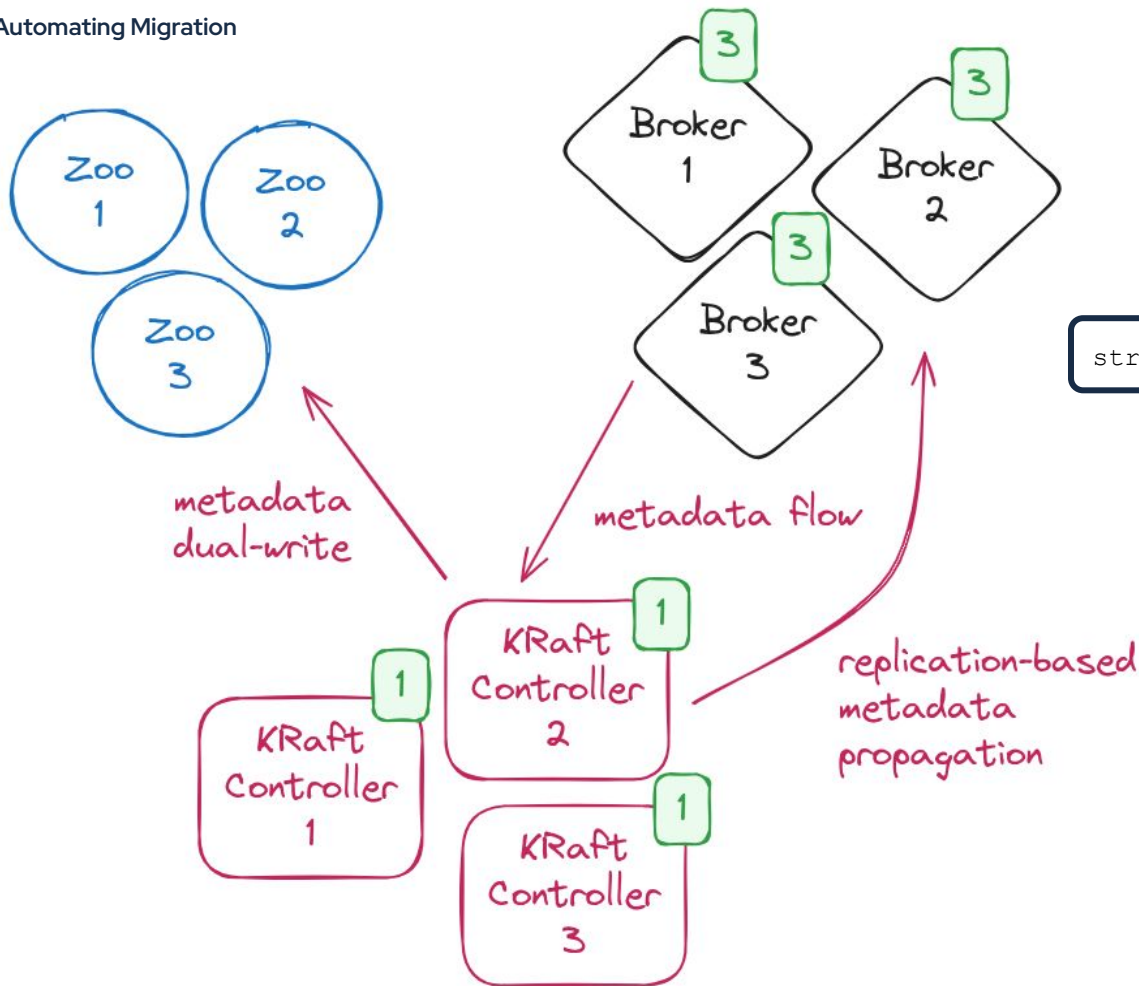 Automating Migration
3
Broker
1
3
Broker
2
3
Broker
3
Zoo
1
Zoo
2
Zoo
3
str
metadata
dual-write
metadata flow
replication-based
metadata
propagation
1
KRaft
Controller
2
1
KRaft
Controller
1
1
KRaft
Controller
3